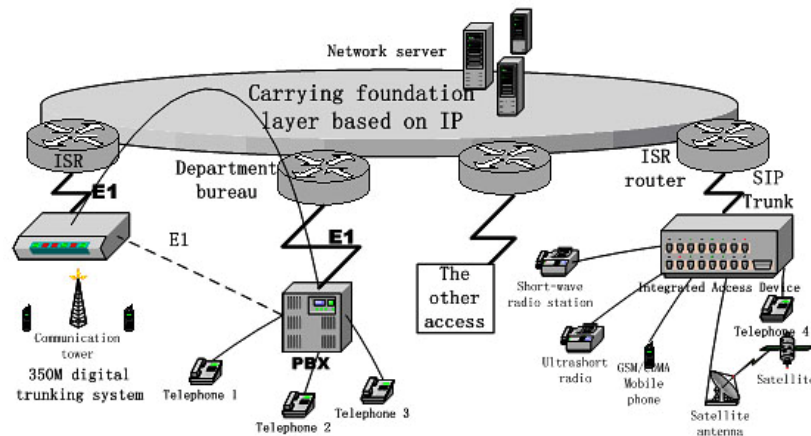 Network server
Carrying foundation
layer based on IP
ISR
Department
bureau
ISR
router
SIP
Trunk
E1
E1
E1
The
other
access
Short-wave
radio station
Integrated Access Device
Communication
tower
350M digital
trunking system
PBX
Telephone 1
Telephone 2
Telephone 3
Ultrashort
radio
GSM/CDMA
Mobile
phone
Telephone 4
Satellite
Satellite
antenna